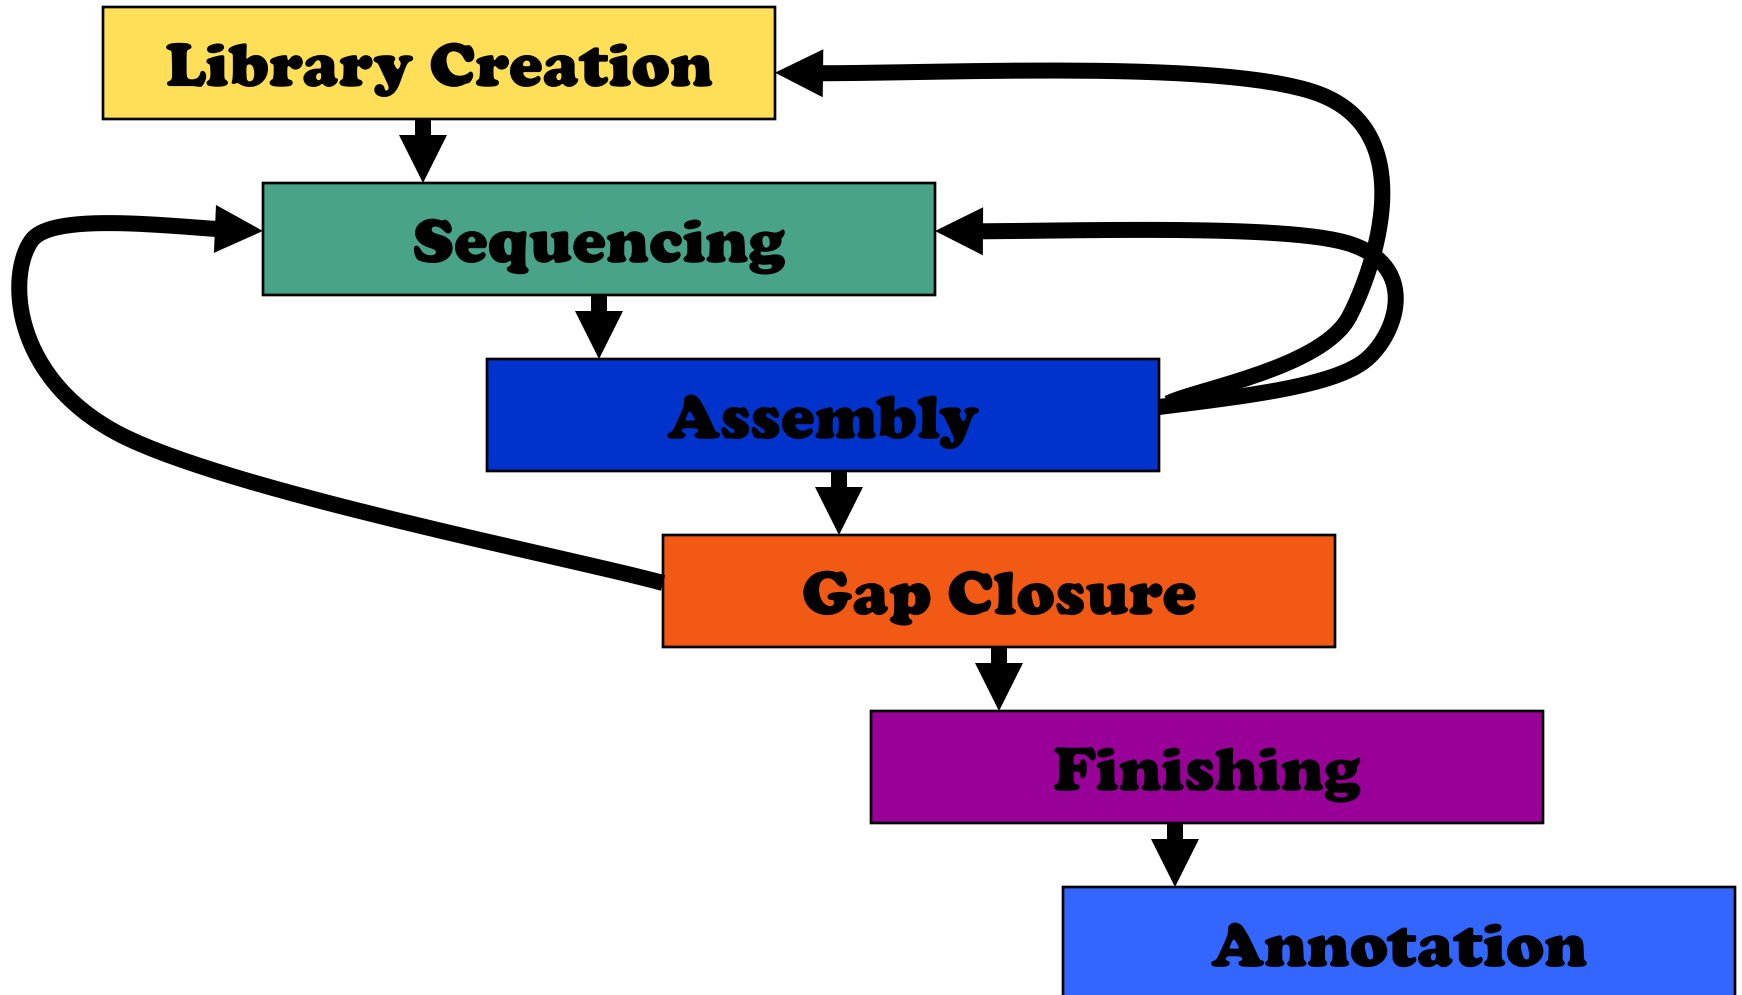 Library Creation
Sequencing
Assembly
Gap Closure
Finishing
Annotation